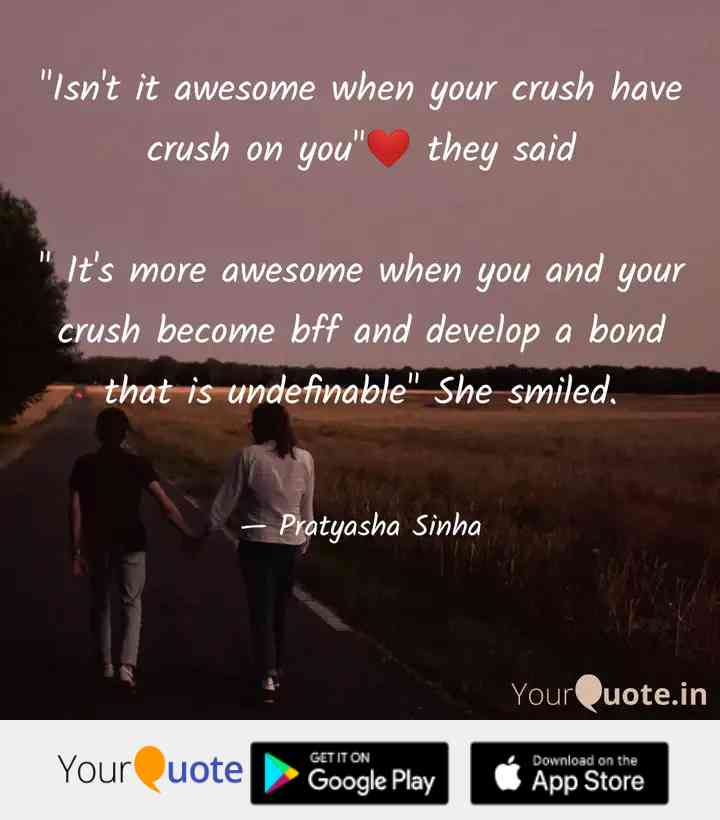 "Isn't it awesome when your crush have
crush on you"❤️ they said
" It's more awesome when you and your
crush become bff and develop a bond
that is undefinable" She smiled.
— Pratyasha Sinha
YourQuote.in
YourQuote
GET IT ON
Google Play
Download on the
App Store